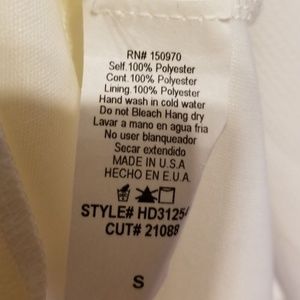 RN# 150970
Self.100% Polyester
Cont.100% Polyester
Lining.100% Polyester
Hand wash in cold water
Do not Bleach Hang dry
Lavar a mano en agua fria
No user blanqueador
Secar extendido
MADE IN U.S.A
HECHO EN E.U.A.
STYLE# HD3125
CUT# 21088
S